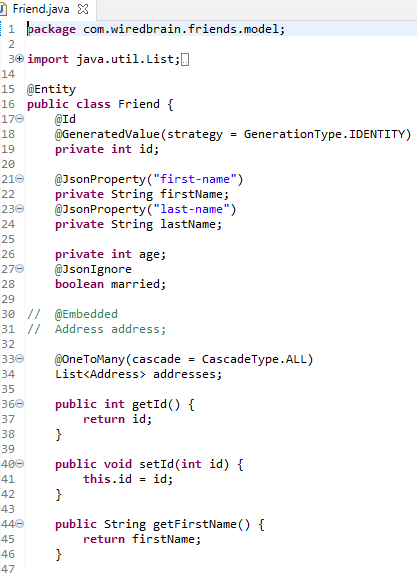 Friend.java
1 package com.wiredbrain.friends.model;
2
3 import java.util.List;
14
15 @Entity
16 public class Friend {
17 @Id
18 @GeneratedValue(strategy = GenerationType.IDENTITY)
19 private int id;
20
21 @JsonProperty("first-name")
22 private String firstName;
23 @JsonProperty("last-name")
24 private String lastName;
25
26 private int age;
27 @JsonIgnore
28 boolean married;
29
30 // @Embedded
31 // Address address;
32
33 @OneToMany(cascade = CascadeType.ALL)
34 List<Address> addresses;
35
36 public int getId() {
37 return id;
38 }
39
40 public void setId(int id) {
41 this.id = id;
42 }
43
44 public String getFirstName() {
45 return firstName;
46 }
47